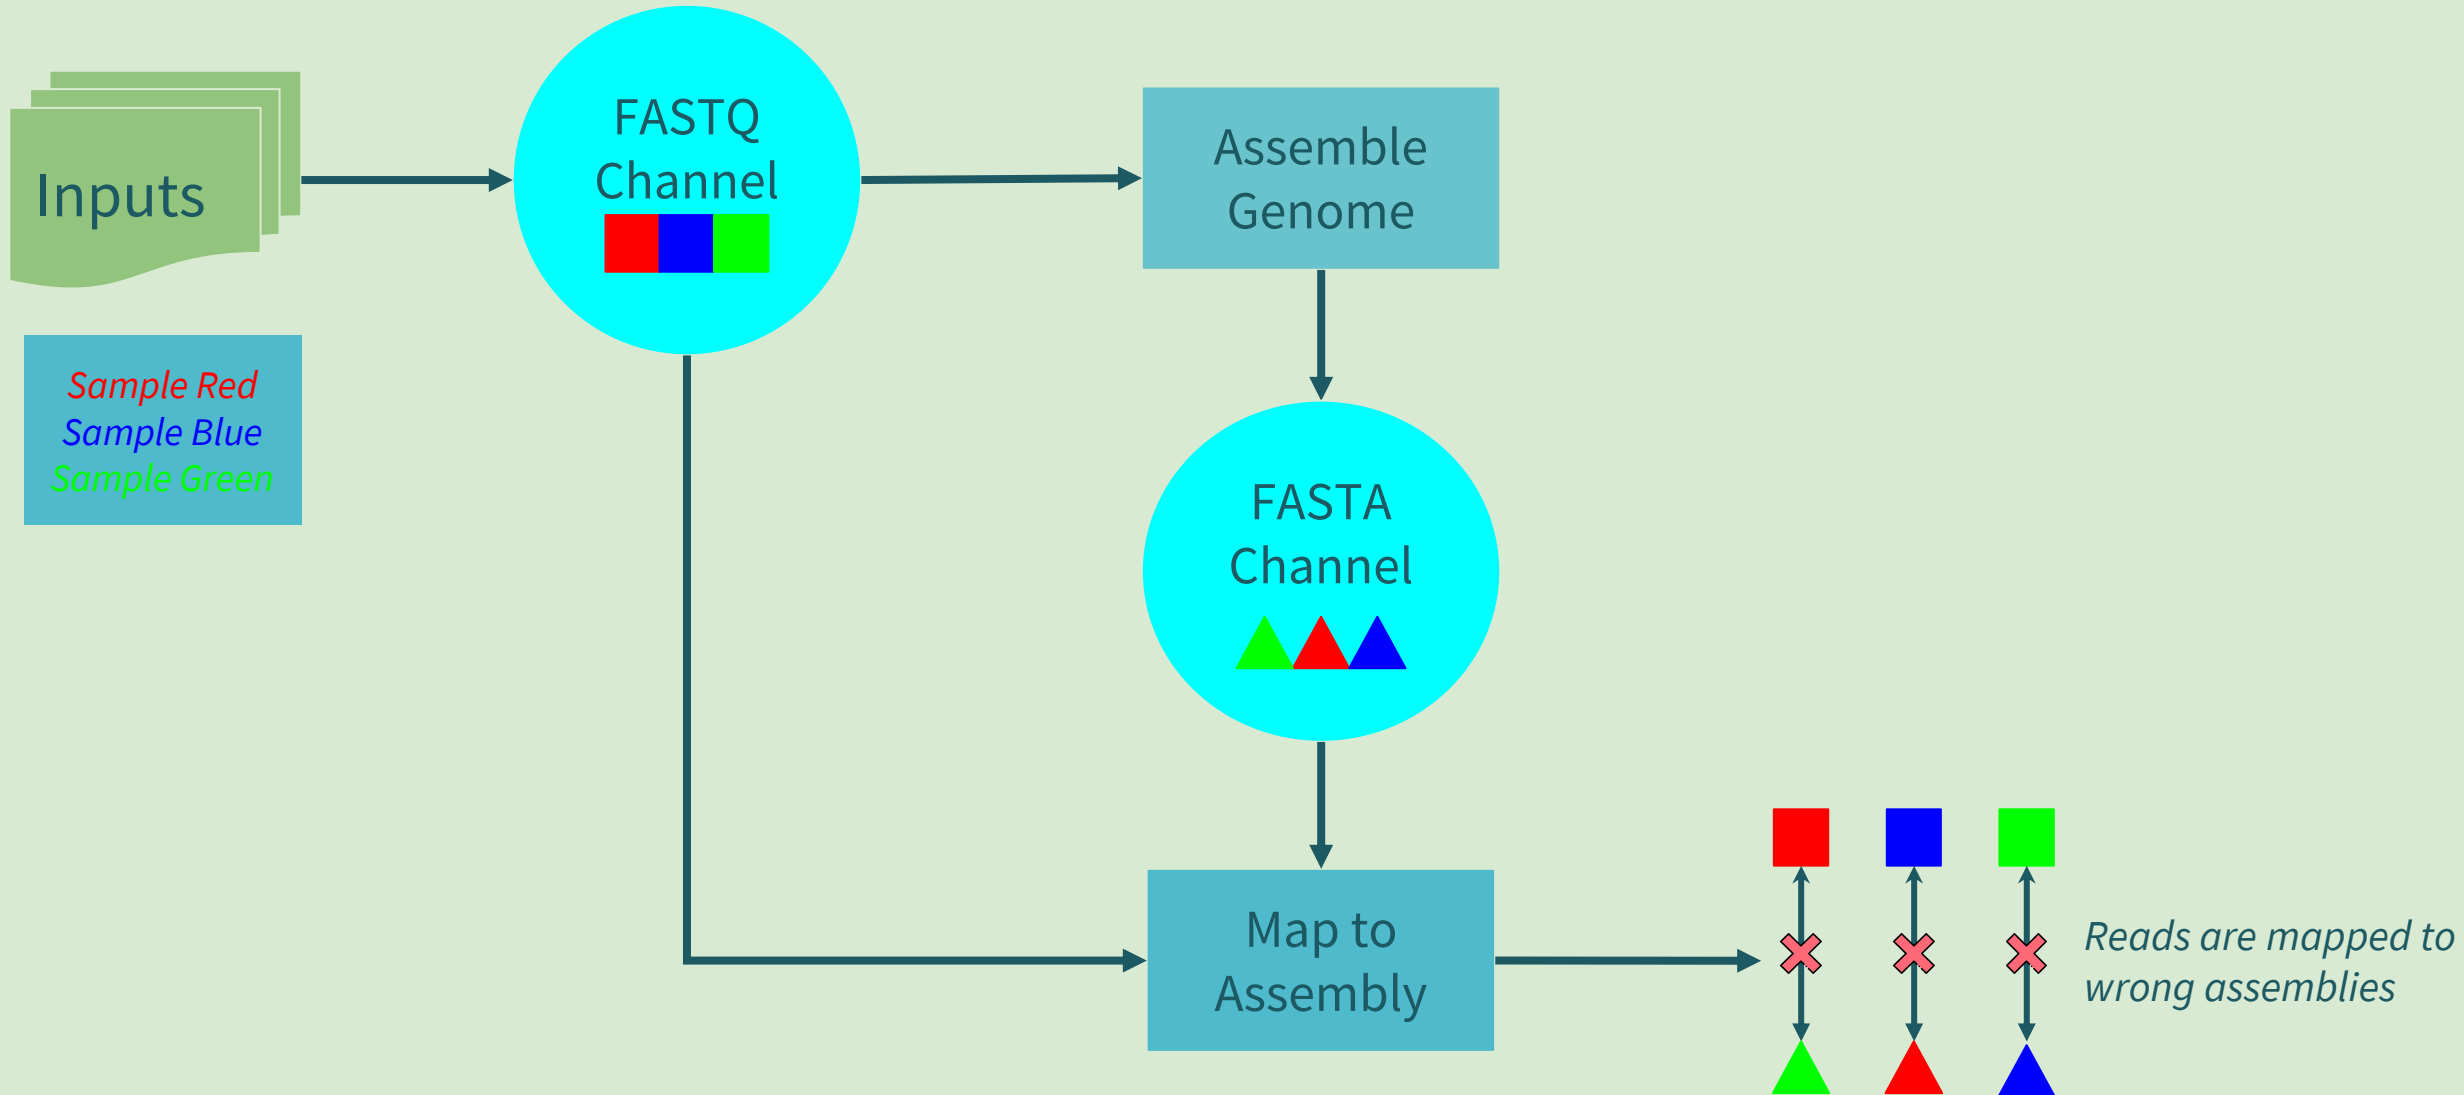 Inputs
FASTQ
Channel
Assemble
Genome
Sample Red
Sample Blue
Sample Green
FASTA
Channel
Map to
Assembly
Reads are mapped to
wrong assemblies